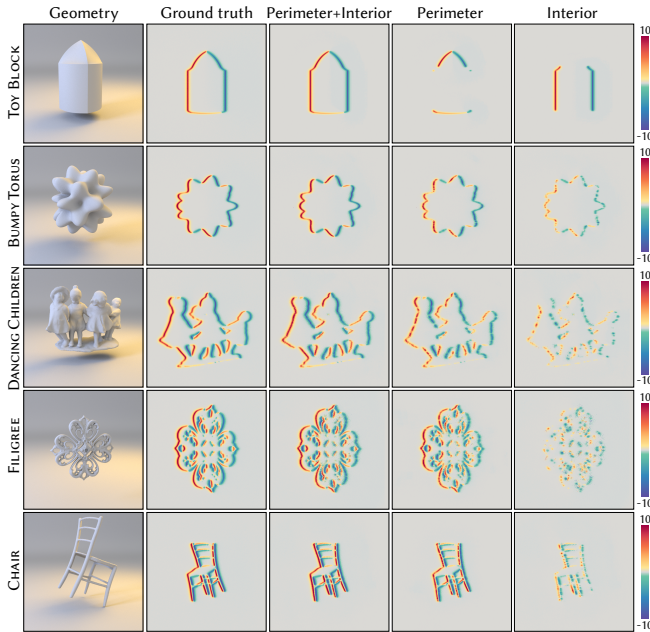 Geometry Ground truth Perimeter+Interior Perimeter Interior
TOY BLOCK
10
-10
BUMPY TORUS
10
-10
DANCING CHILDREN
10
-10
FILIGREE
10
-10
CHAIR
10
-10